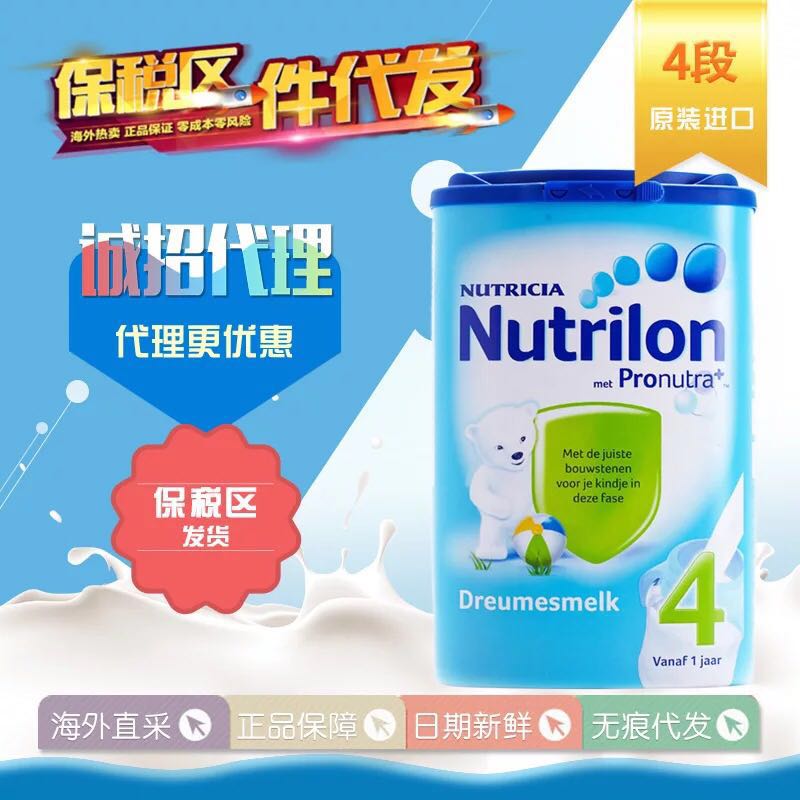 保税区一件代发
海外热卖 正品保证 零成本零风险
4段
原装进口
诚招代理
代理更优惠
保税区
发货
NUTRICIA
Nutrilon
met Pronutra+™
Met de juiste
bouwstenen
voor je kindje in
deze fase
Dreumesmelk
4
Vanaf 1 jaar
海外直采
正品保障
日期新鲜
无痕代发